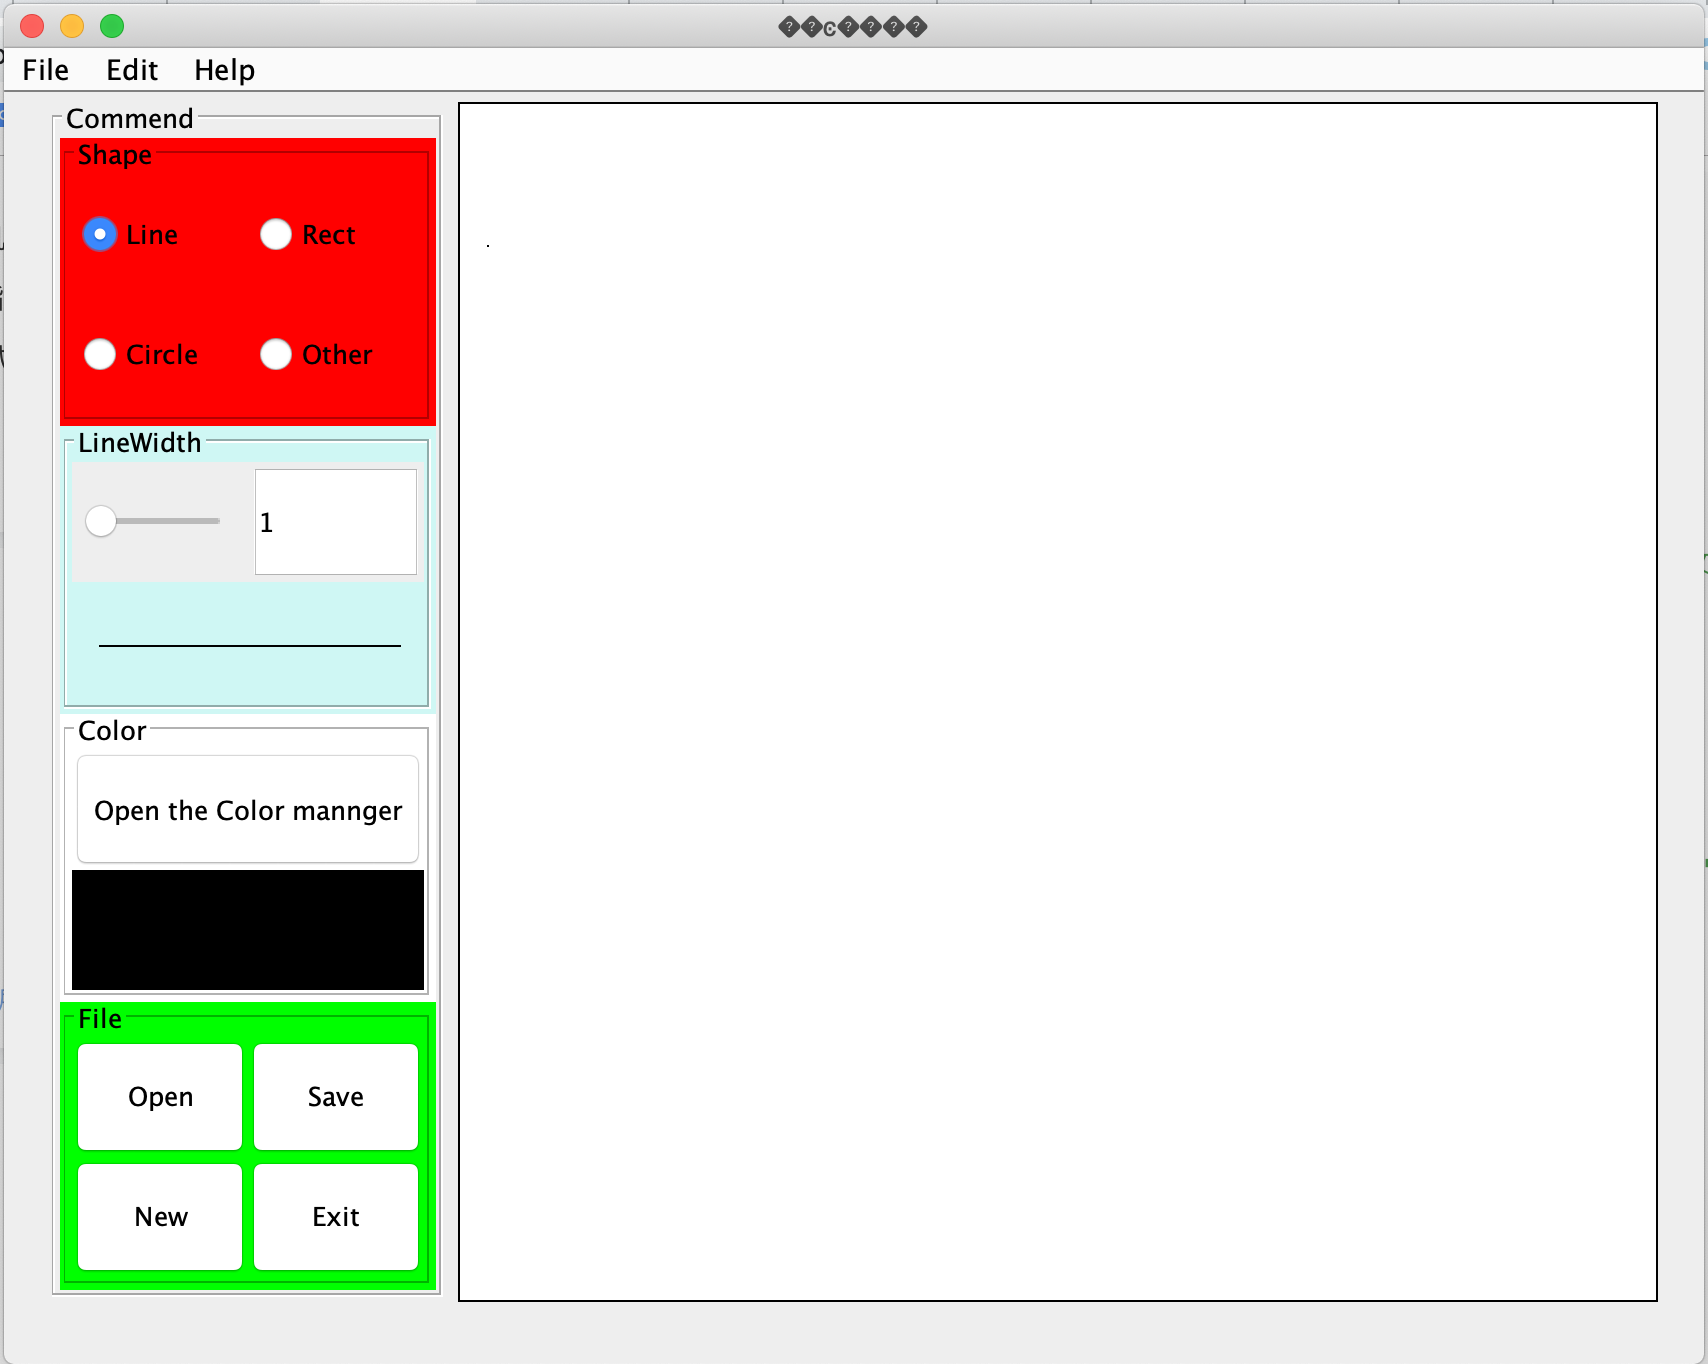 ��c����
File Edit Help
Commend
Shape
Line Rect
Circle Other
LineWidth
1
Color
Open the Color mannger
File
Open Save
New Exit